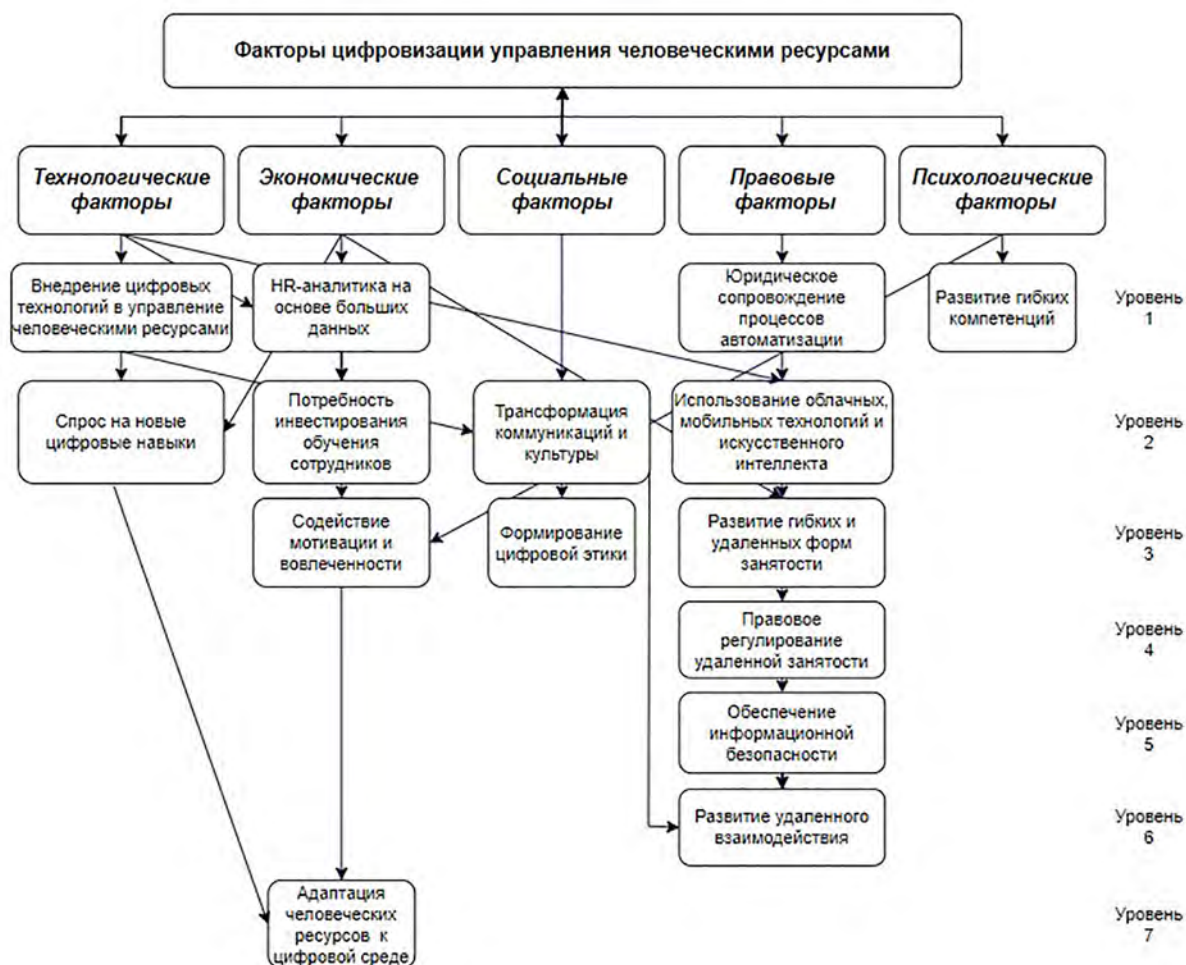 Факторы цифровизации управления человеческими ресурсами
Технологические
факторы
Экономические
факторы
Социальные
факторы
Правовые
факторы
Психологические
факторы
Внедрение цифровых
технологий в управление
человеческими ресурсами
HR-аналитика на
основе больших
данных
Юридическое
сопровождение
процессов
автоматизации
Развитие гибких
компетенций
Уровень
1
Спрос на новые
цифровые навыки
Потребность
инвестирования
обучения
сотрудников
Трансформация
коммуникаций и
культуры
Использование облачных,
мобильных технологий и
искусственного
интеллекта
Уровень
2
Содействие
мотивации и
вовлеченности
Формирование
цифровой этики
Развитие гибких и
удаленных форм
занятости
Уровень
3
Правовое
регулирование
удаленной занятости
Уровень
4
Обеспечение
информационной
безопасности
Уровень
5
Развитие удаленного
взаимодействия
Уровень
6
Адаптация
человеческих
ресурсов к
цифровой среде
Уровень
7